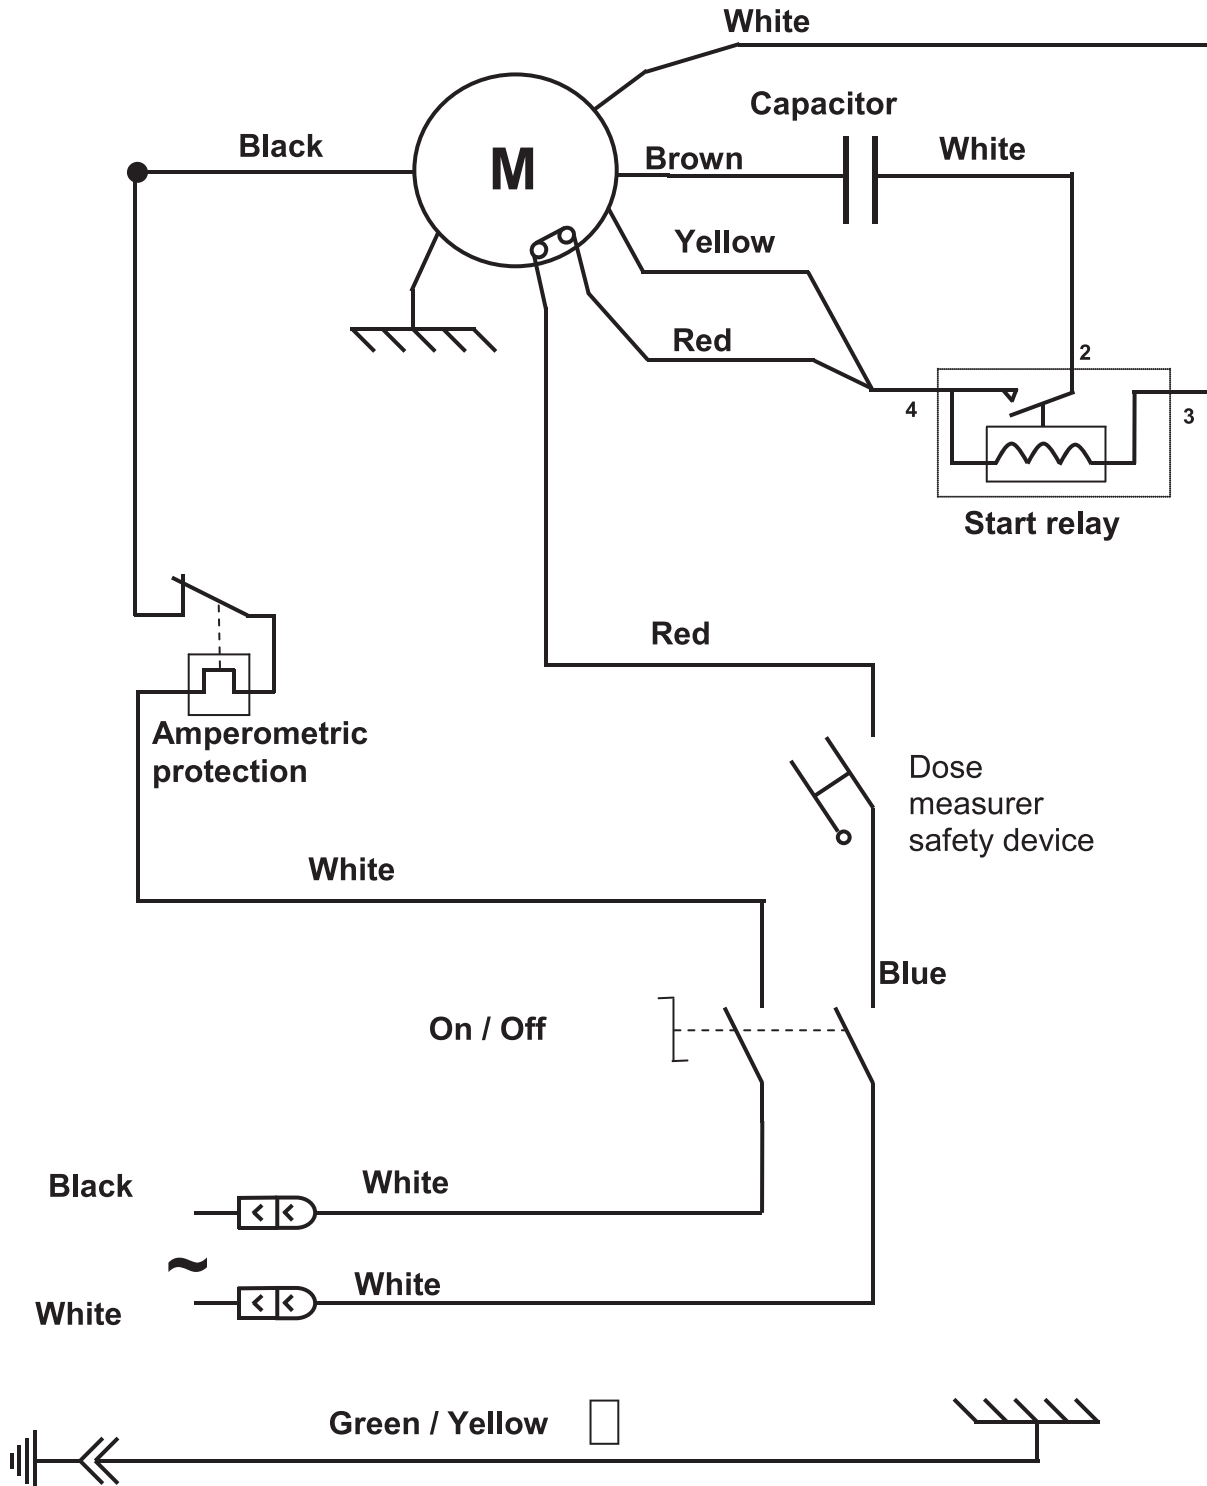 White
Capacitor
Black
M
Brown
White
Yellow
Red
2
4
3
Start relay
Red
Amperometric
protection
Dose
measurer
safety device
White
Blue
On / Off
Black
White
~
White
White
Green / Yellow